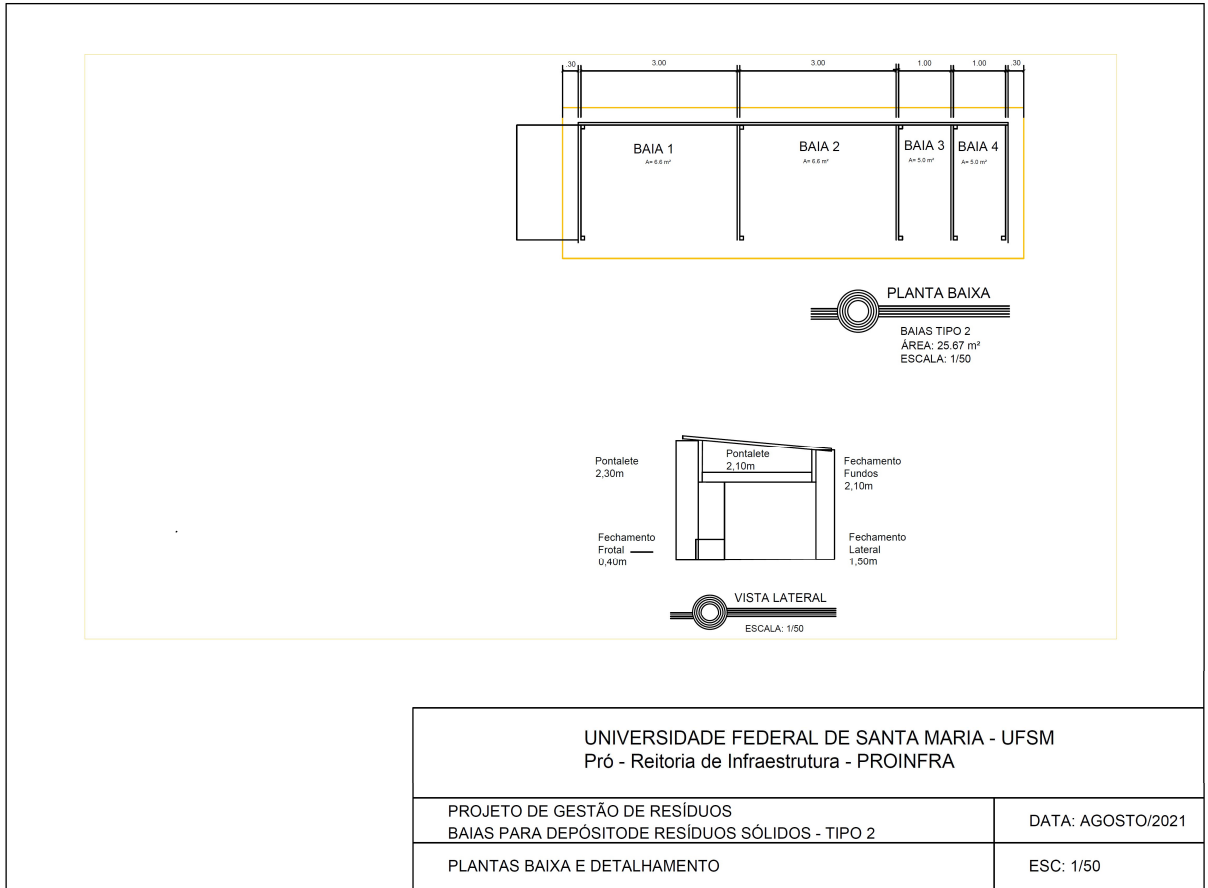 .30 3.00 3.00 1.00 1.00 .30
BAIA 1
A= 6.6 m²
BAIA 2
A= 6.6 m²
BAIA 3
A= 5.0 m²
BAIA 4
A= 5.0 m²
PLANTA BAIXA
BAIAS TIPO 2
ÁREA: 25.67 m²
ESCALA: 1/50
Pontalete
2,30m
Pontalete
2,10m
Fechamento
Fundos
2,10m
Fechamento
Frotal
0,40m
Fechamento
Lateral
1,50m
VISTA LATERAL
ESCALA: 1/50
UNIVERSIDADE FEDERAL DE SANTA MARIA - UFSM
Pró - Reitoria de Infraestrutura - PROINFRA
PROJETO DE GESTÃO DE RESÍDUOS
BAIAS PARA DEPÓSITODE RESÍDUOS SÓLIDOS - TIPO 2
DATA: AGOSTO/2021
PLANTAS BAIXA E DETALHAMENTO
ESC: 1/50